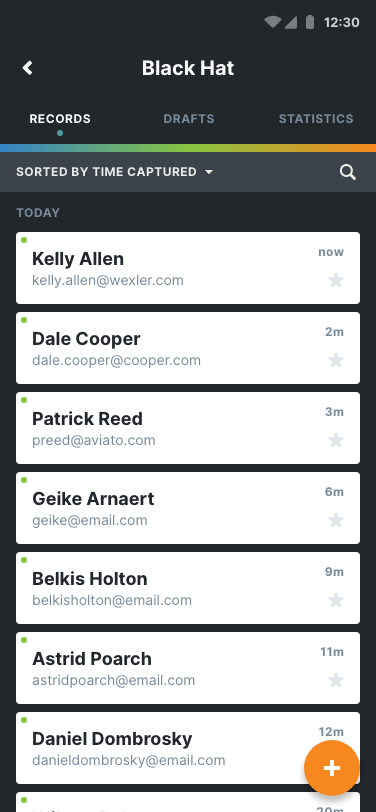 12:30
Black Hat
RECORDS DRAFTS STATISTICS
SORTED BY TIME CAPTURED
TODAY
Kelly Allen now
kelly.allen@wexler.com
Dale Cooper 2m
dale.cooper@cooper.com
Patrick Reed 3m
preed@aviato.com
Geike Arnaert 6m
geike@email.com
Belkis Holton 9m
belkisholton@email.com
Astrid Poarch 11m
astridpoarch@email.com
Daniel Dombrosky 12m
danieldombrosky@email.com
20m